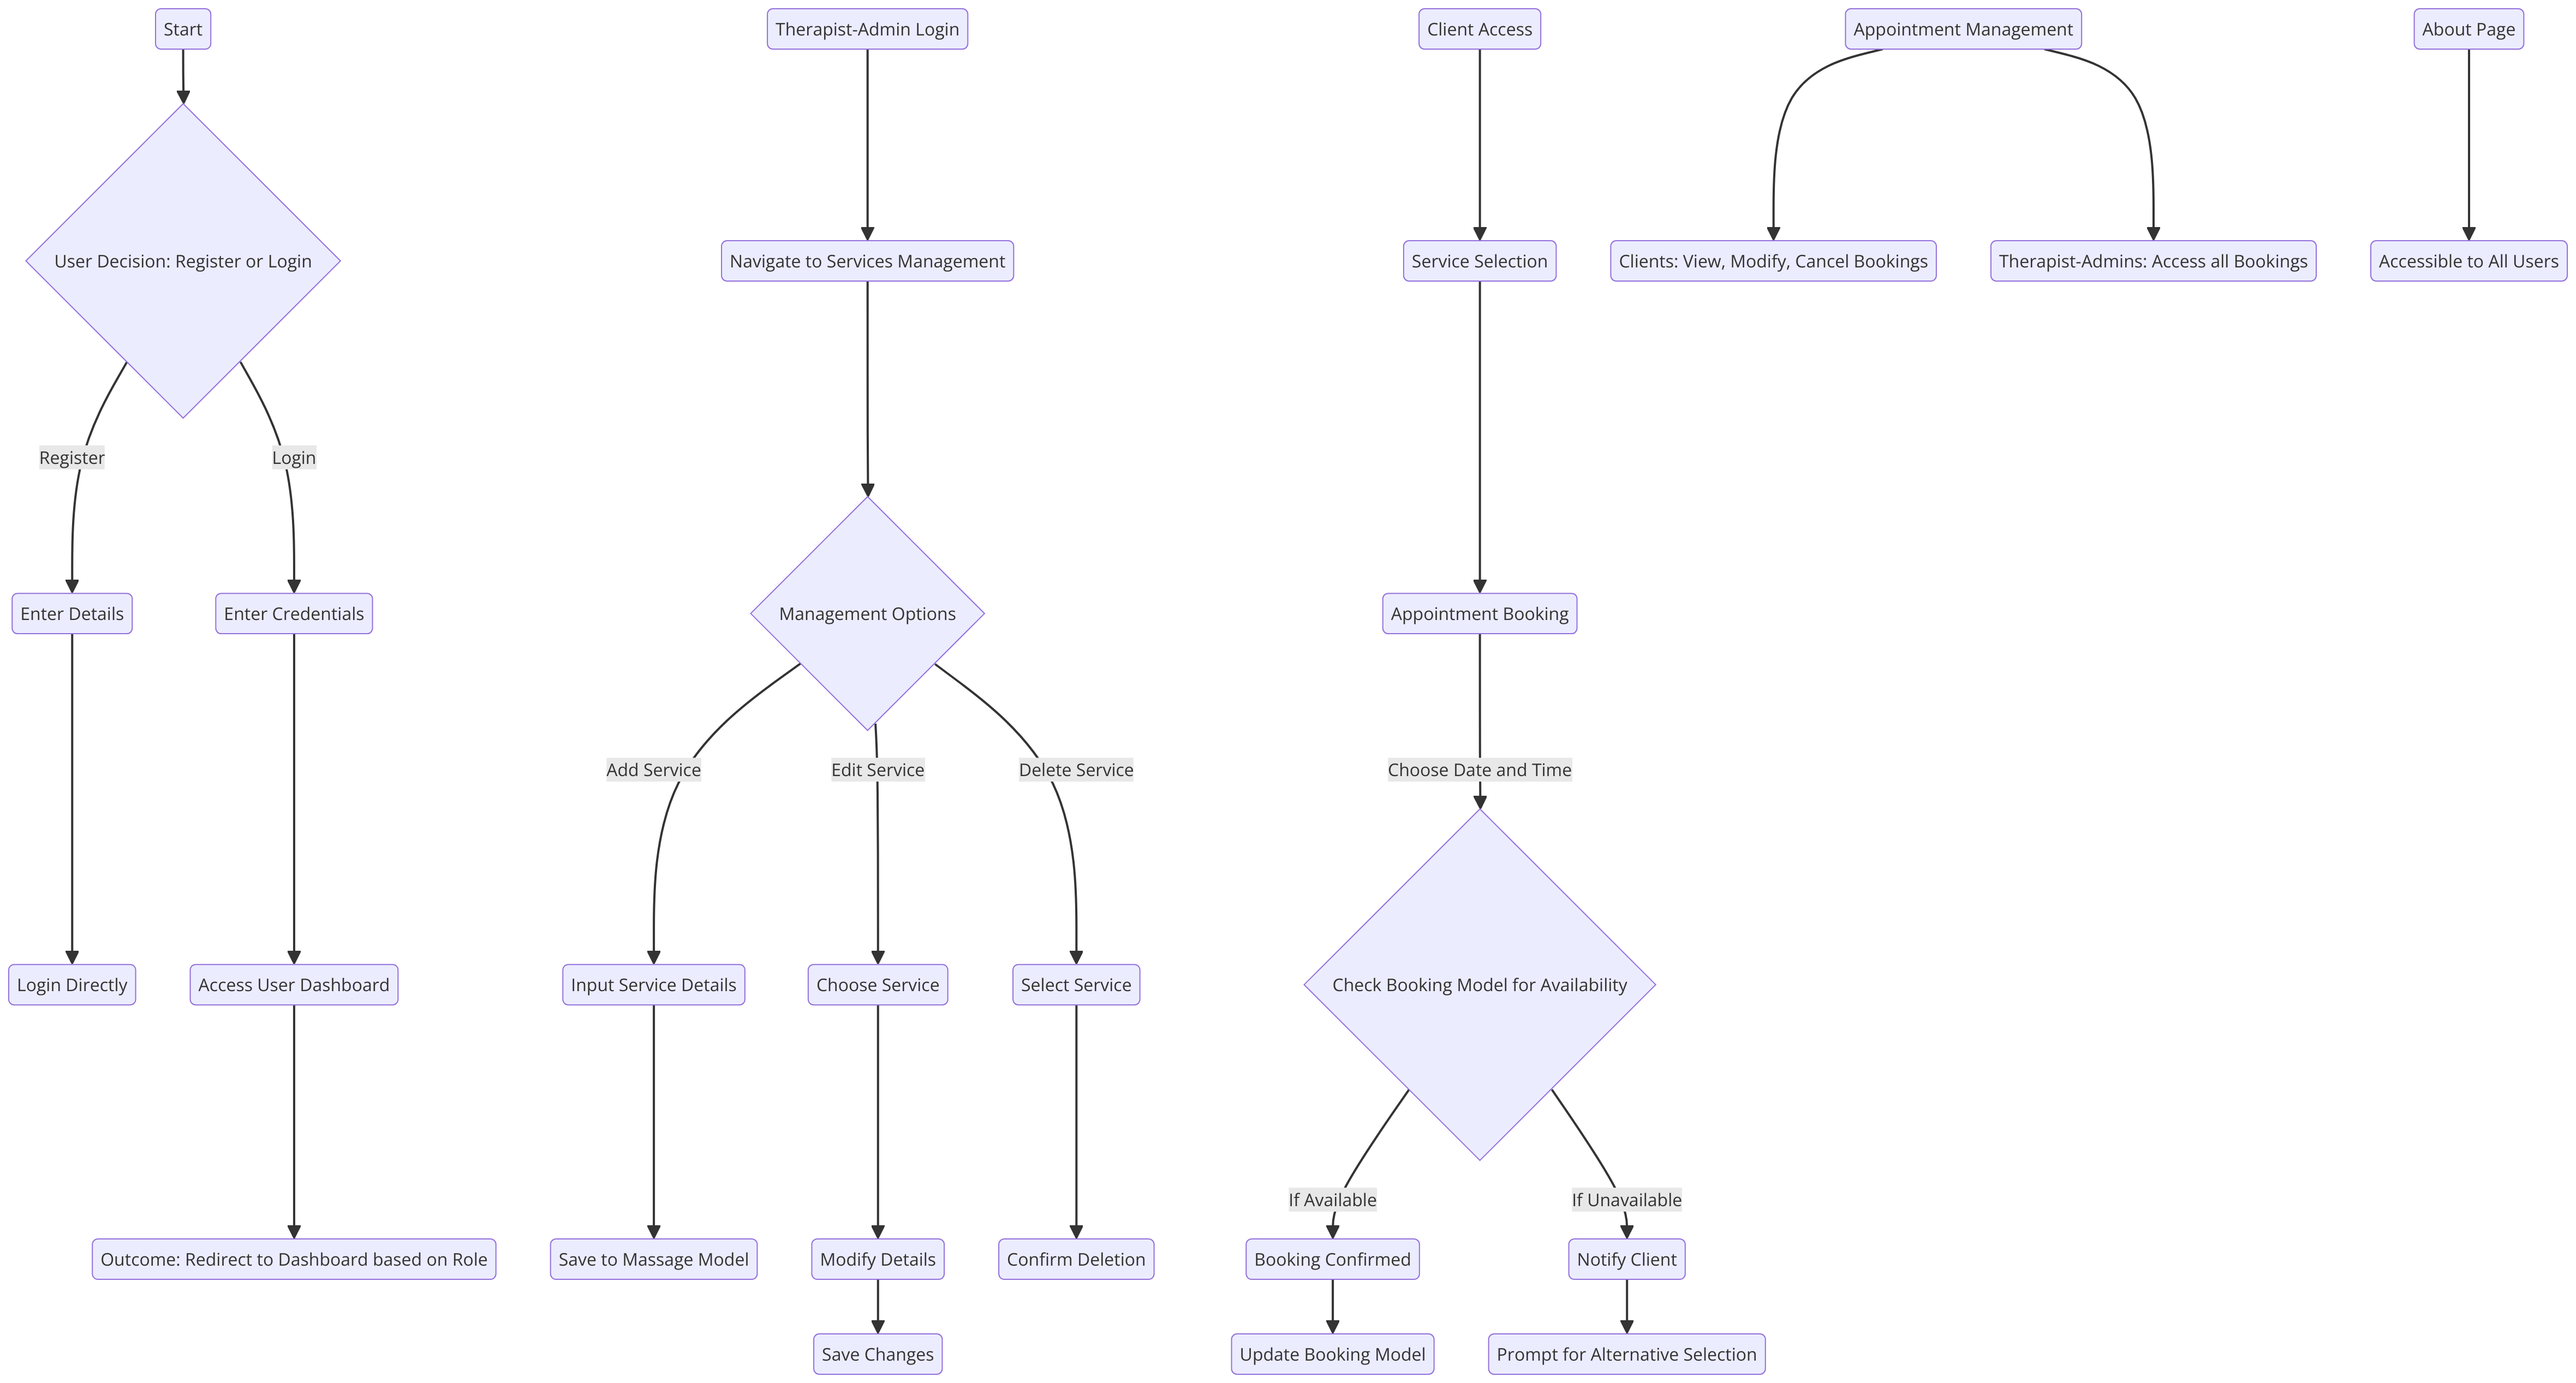 Start
Therapist-Admin Login
Client Access
Appointment Management
About Page
User Decision: Register or Login
Navigate to Services Management
Service Selection
Clients: View, Modify, Cancel Bookings
Therapist-Admins: Access all Bookings
Accessible to All Users
Register
Login
Enter Details
Enter Credentials
Management Options
Appointment Booking
Add Service
Edit Service
Delete Service
Choose Date and Time
Login Directly
Access User Dashboard
Input Service Details
Choose Service
Select Service
Check Booking Model for Availability
If Available
If Unavailable
Outcome: Redirect to Dashboard based on Role
Save to Massage Model
Modify Details
Confirm Deletion
Booking Confirmed
Notify Client
Save Changes
Update Booking Model
Prompt for Alternative Selection